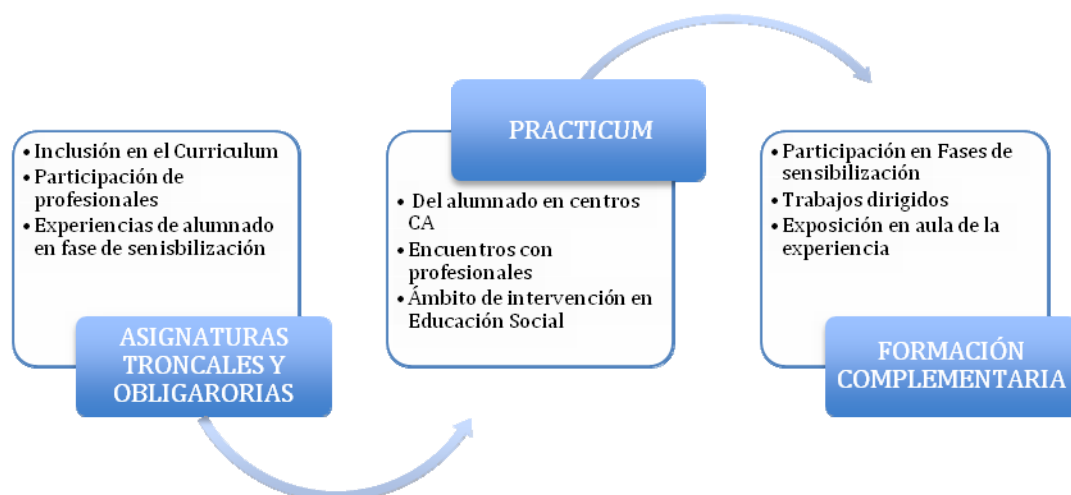 • Inclusión en el Curriculum
• Participación de
profesionales
• Experiencias de alumnado
en fase de senisbilización
ASIGNATURAS
TRONCALES Y
OBLIGARORIAS
PRACTICUM
• Del alumnado en centros
CA
• Encuentros con
profesionales
• Ámbito de intervención en
Educación Social
• Participación en Fases de
sensibilización
• Trabajos dirigidos
• Exposición en aula de la
experiencia
FORMACIÓN
COMPLEMENTARIA